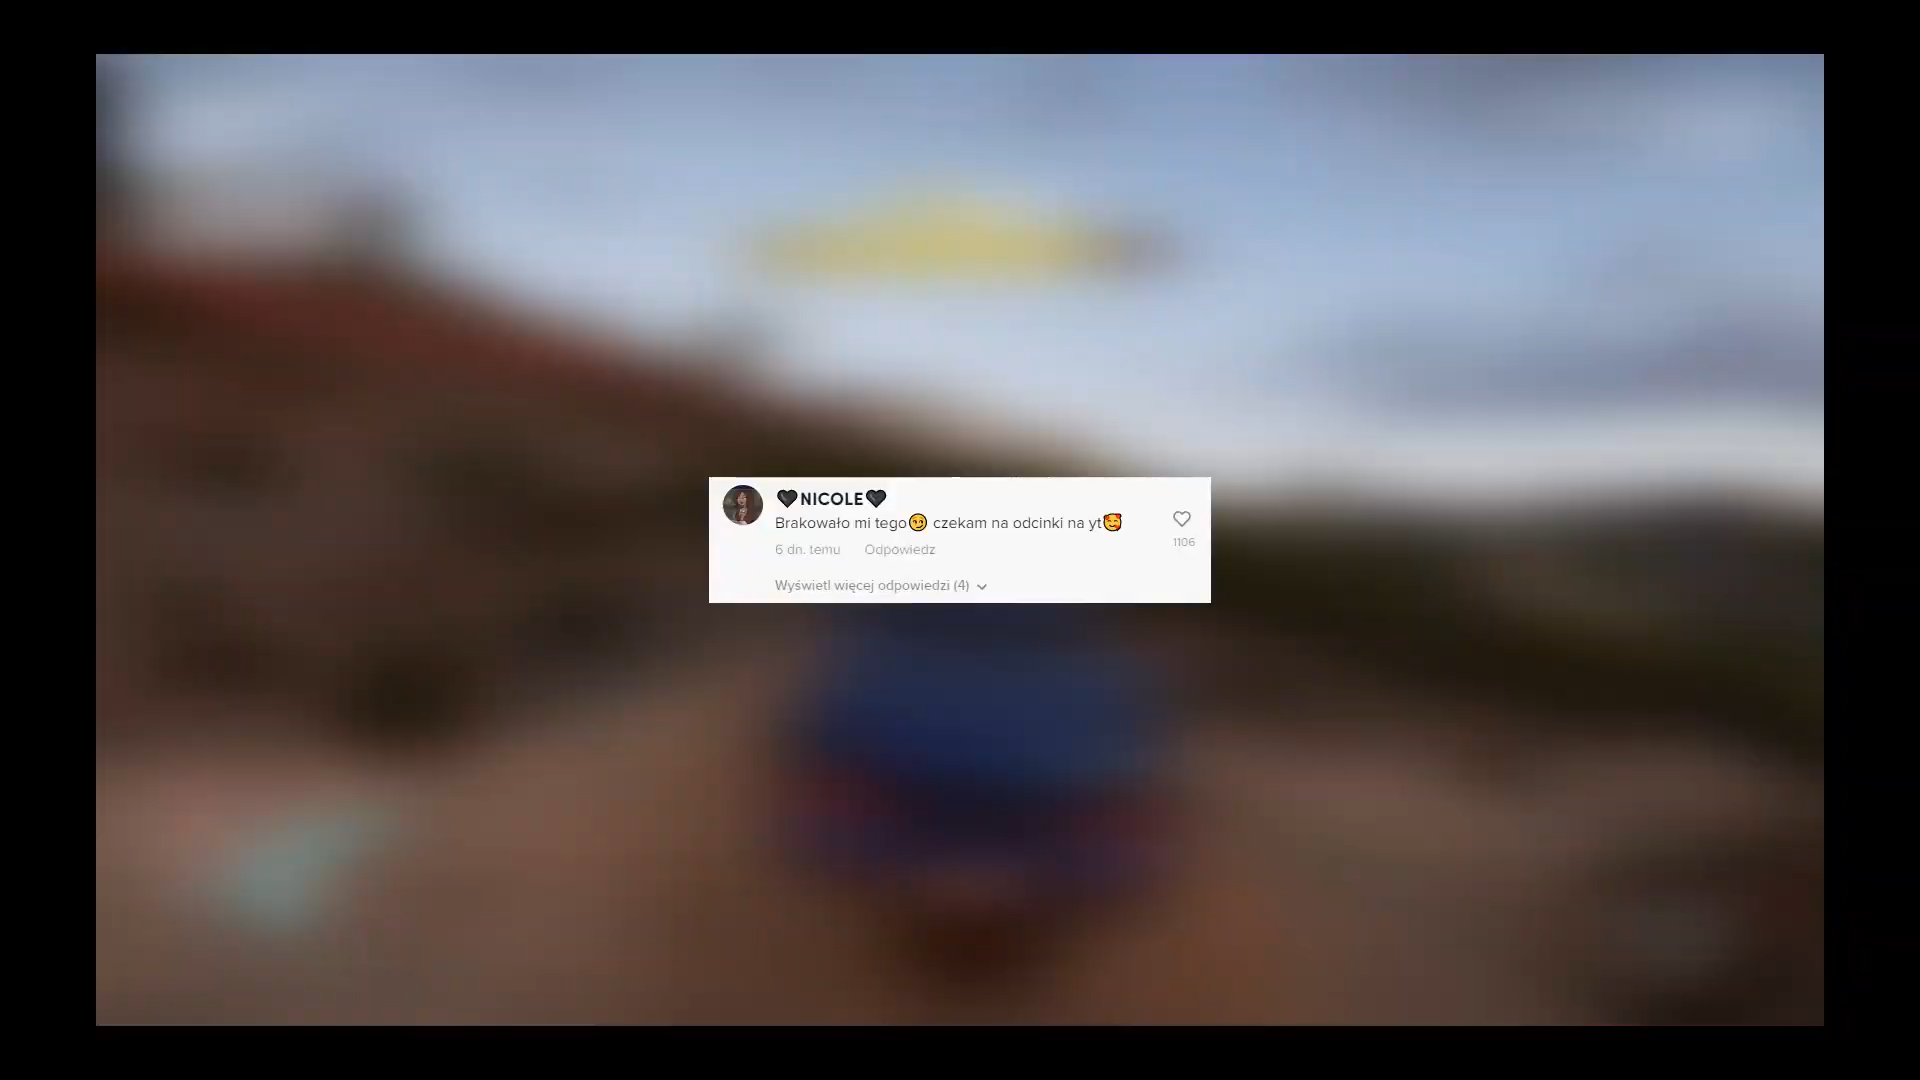 🖤NICOLE🖤
Brakowało mi tego😏 czekam na odcinki na yt🥰
6 dn. temu Odpowiedz
1106
Wyświetl więcej odpowiedzi (4)